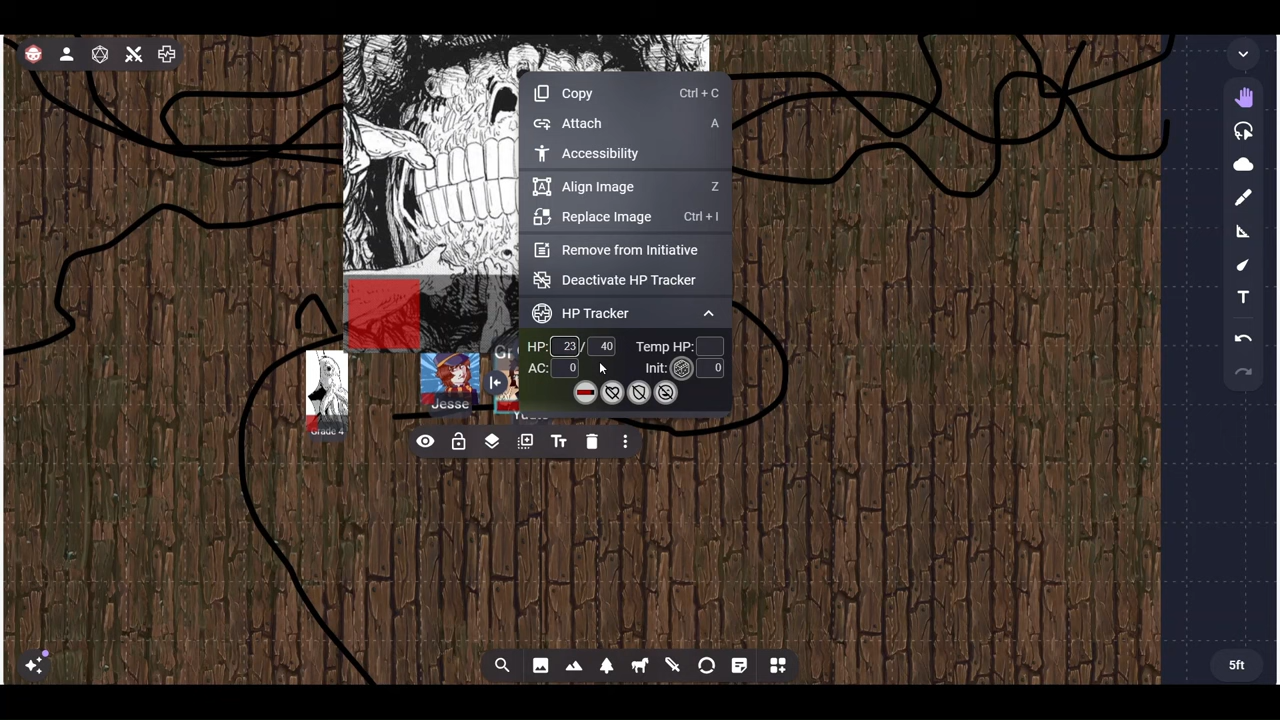 Copy Ctrl + C
Attach A
Accessibility
Align Image Z
Replace Image Ctrl + I
Remove from Initiative
Deactivate HP Tracker
HP Tracker
HP: 23 / 40 Temp HP:
AC: 0 Init: 0
Jesse
Grade 4
5ft